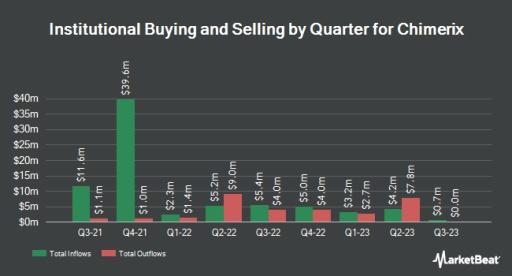 Institutional Buying and Selling by Quarter for Chimerix
$40m
$35m
$30m
$25m
$20m
$15m
$10m
$5m
$0m
$11.6m
$1.1m
$39.6m
$1.0m
$2.3m
$1.4m
$5.2m
$9.0m
$5.4m
$4.0m
$5.0m
$4.0m
$3.2m
$2.7m
$4.2m
$7.8m
$0.7m
$0.0m
Q3-21 Q4-21 Q1-22 Q2-22 Q3-22 Q4-22 Q1-23 Q2-23 Q3-23
Total Inflows Total Outflows
MarketBeat